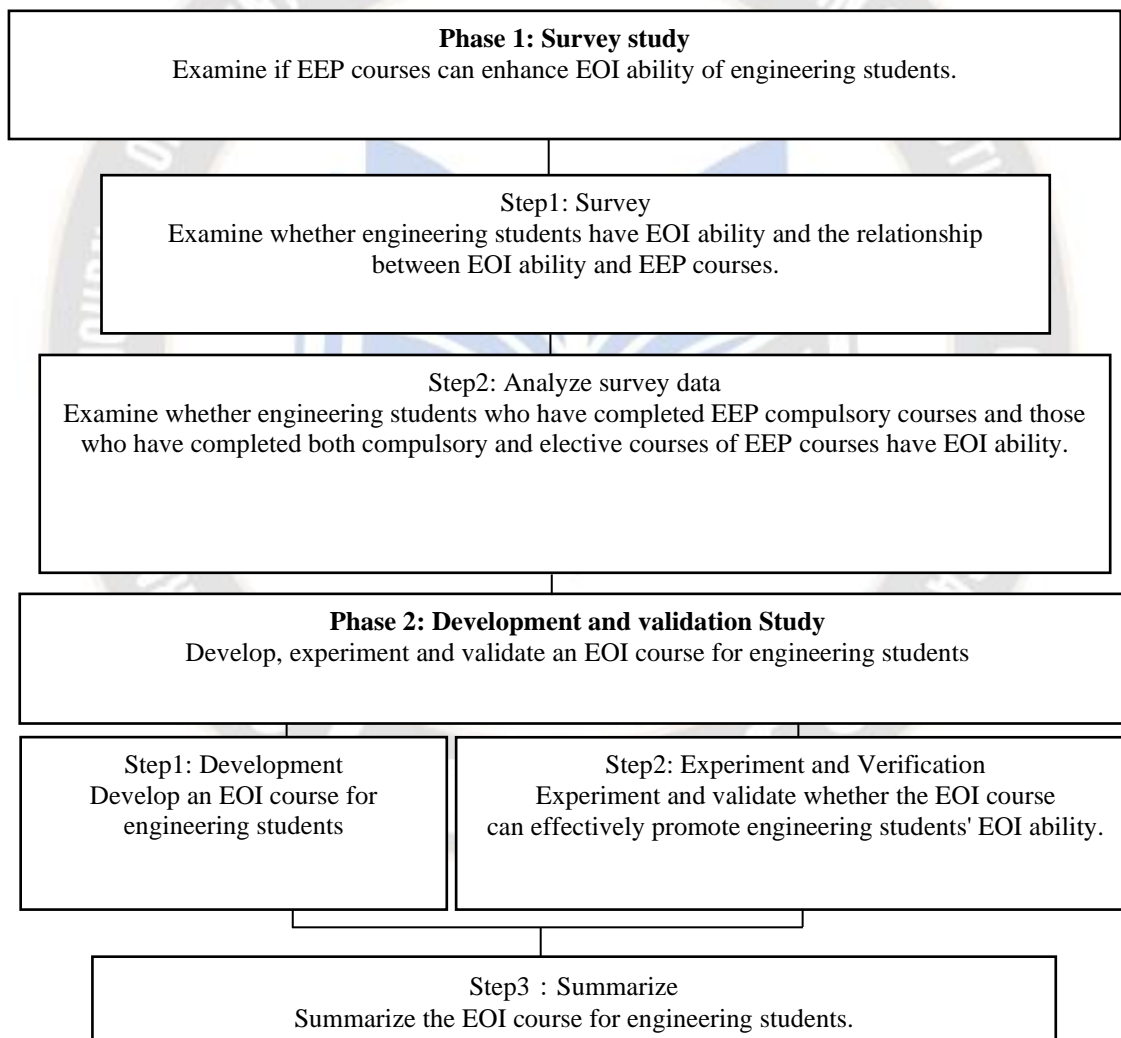 Phase 1: Survey study
Examine if EEP courses can enhance EOI ability of engineering students.
Step1: Survey
Examine whether engineering students have EOI ability and the relationship
between EOI ability and EEP courses.
Step2: Analyze survey data
Examine whether engineering students who have completed EEP compulsory courses and those
who have completed both compulsory and elective courses of EEP courses have EOI ability.
Phase 2: Development and validation Study
Develop, experiment and validate an EOI course for engineering students
Step1: Development
Develop an EOI course for
engineering students
Step2: Experiment and Verification
Experiment and validate whether the EOI course
can effectively promote engineering students' EOI ability.
Step3：Summarize
Summarize the EOI course for engineering students.